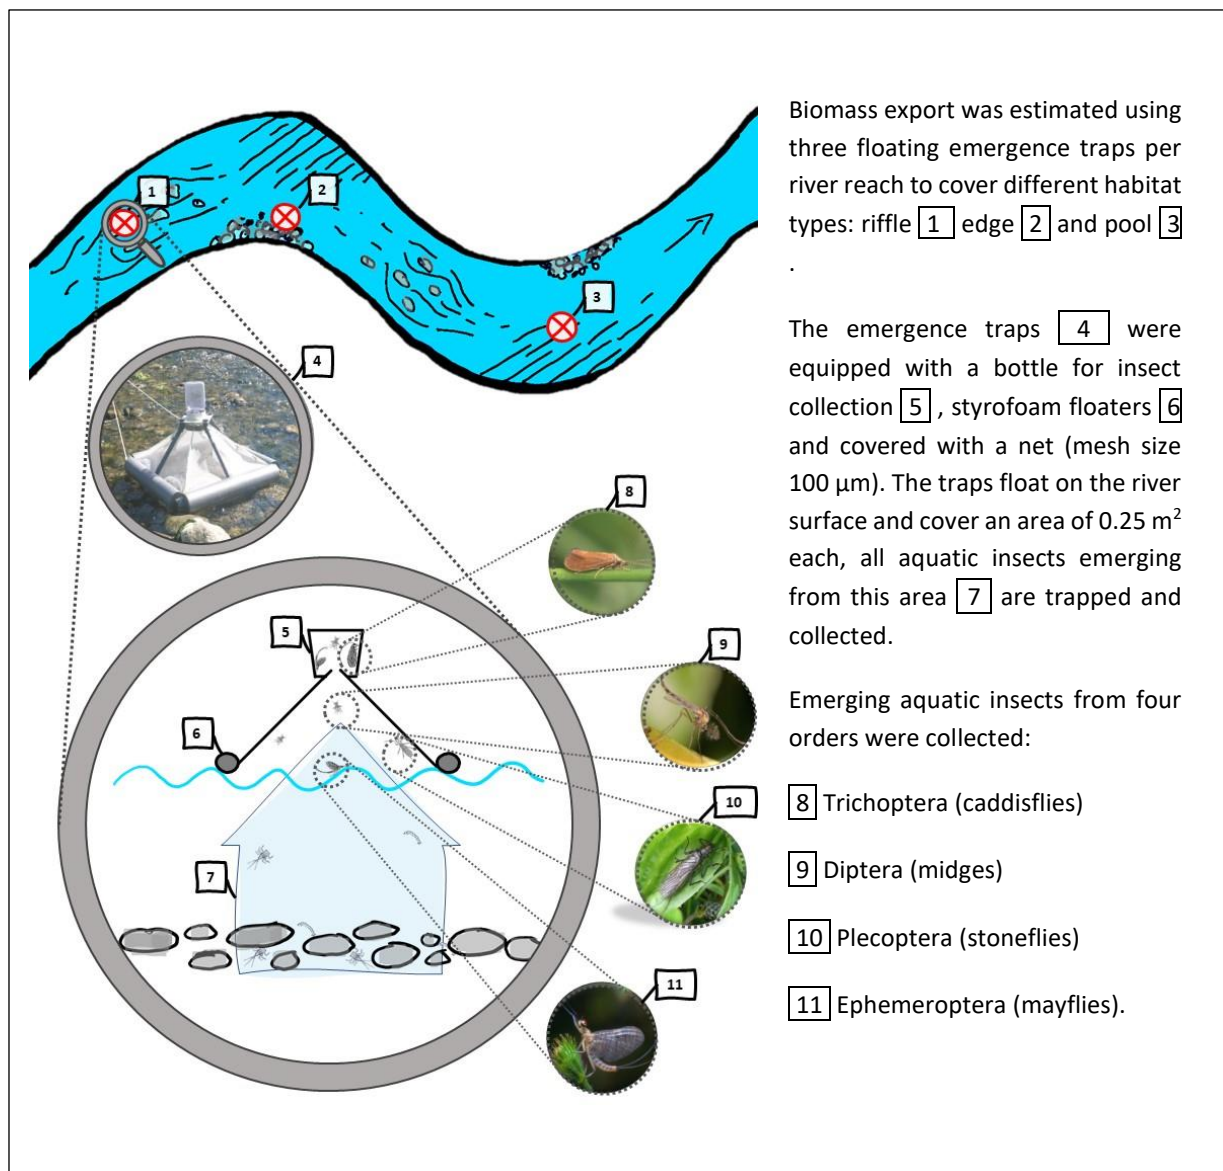 1
2
3
4
5
6
7
8
9
10
11
Biomass export was estimated using
three floating emergence traps per
river reach to cover different habitat
types: riffle 1 edge 2 and pool 3
.
The emergence traps 4 were
equipped with a bottle for insect
collection 5 , styrofoam floaters 6
and covered with a net (mesh size
100 µm). The traps float on the river
surface and cover an area of 0.25 m²
each, all aquatic insects emerging
from this area 7 are trapped and
collected.
Emerging aquatic insects from four
orders were collected:
8 Trichoptera (caddisflies)
9 Diptera (midges)
10 Plecoptera (stoneflies)
11 Ephemeroptera (mayflies).